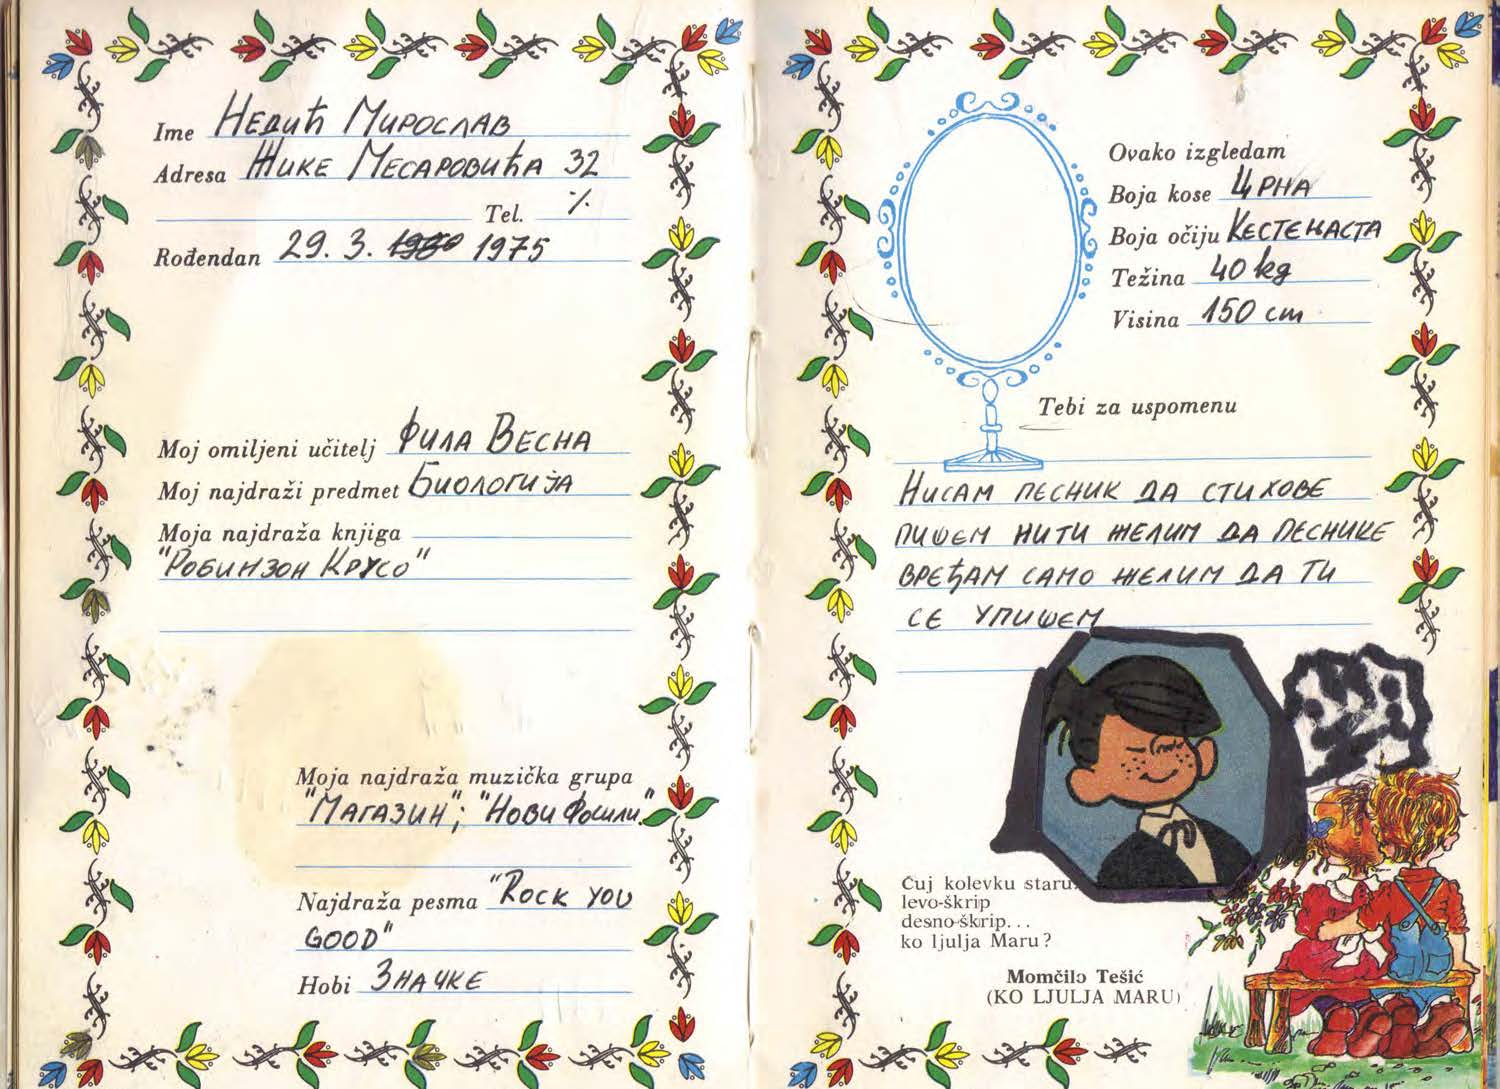 Ime Недић Мирослав
Adresa Жике Месаровића 32
Tel. ./.
Rođendan 29. 3. 1980 1975
Moj omiljeni učitelj Фила Весна
Moj najdraži predmet Биологија
Moja najdraža knjiga
"Робинзон Крусо"
Moja najdraža muzička grupa
"Магазин"; "Нови Фосили"
Najdraža pesma "Rock you
good"
Hobi Значке
Ovako izgledam
Boja kose Црна
Boja očiju Кестењаста
Težina 40 kg
Visina 150 cm
Tebi za uspomenu
Нисам песник да стихове
пишем нити желим да песнике
вређам само желим да ти
се упишем
Čuj kolevku staru:
levo-škrip
desno-škrip...
ko ljulja Maru?
Momčilo Tešić
(KO LJULJA MARU)